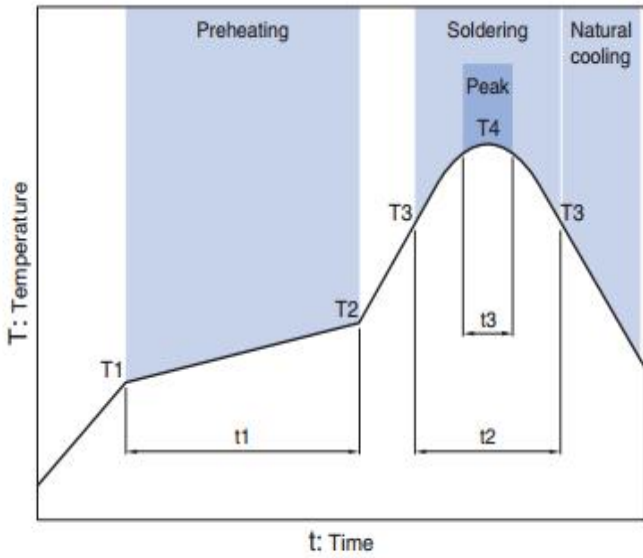 Preheating
Soldering
Natural
cooling
Peak
T4
T3
T3
T2
T1
t3
t1
t2
T: Temperature
t: Time